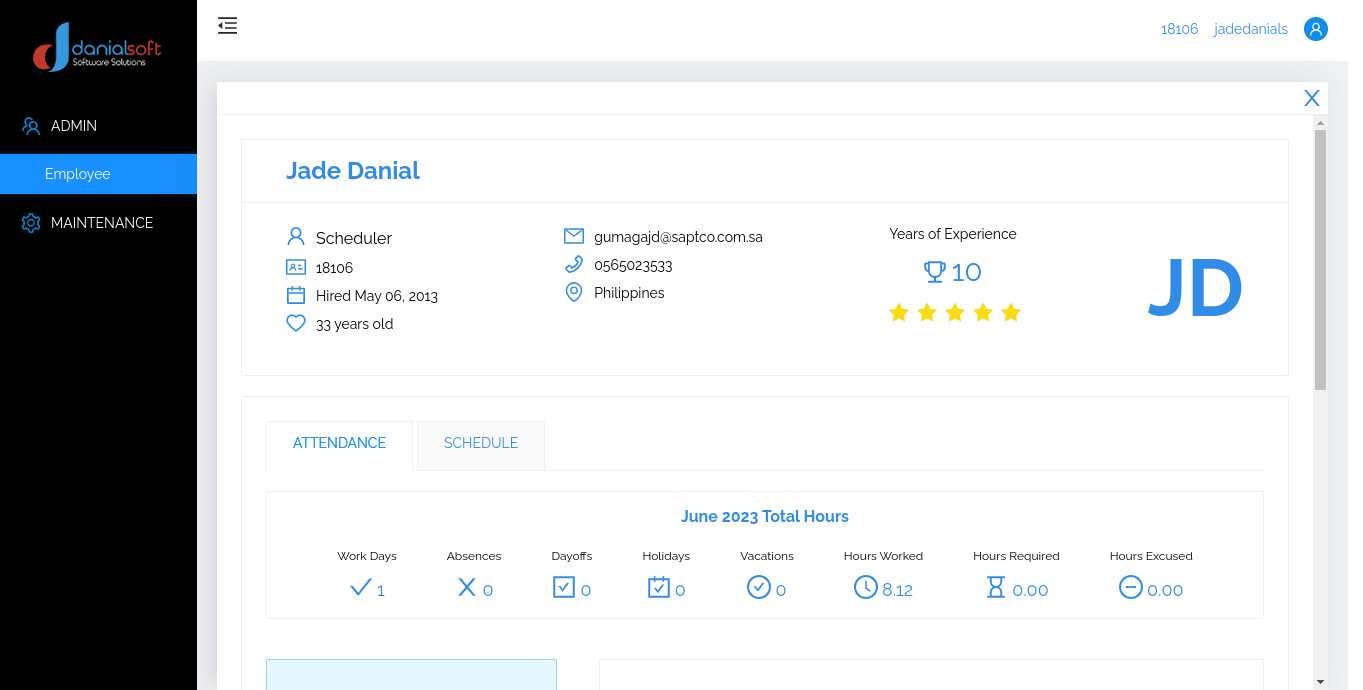 danialsoft
Software Solutions
18106 jadedanials
ADMIN
Employee
MAINTENANCE
X
Jade Danial
Scheduler
18106
Hired May 06, 2013
33 years old
gumagajd@saptco.com.sa
0565023533
Philippines
Years of Experience
10
JD
ATTENDANCE SCHEDULE
June 2023 Total Hours
Work Days Absences Dayoffs Holidays Vacations Hours Worked Hours Required Hours Excused
1 0 0 0 0 8.12 0.00 0.00